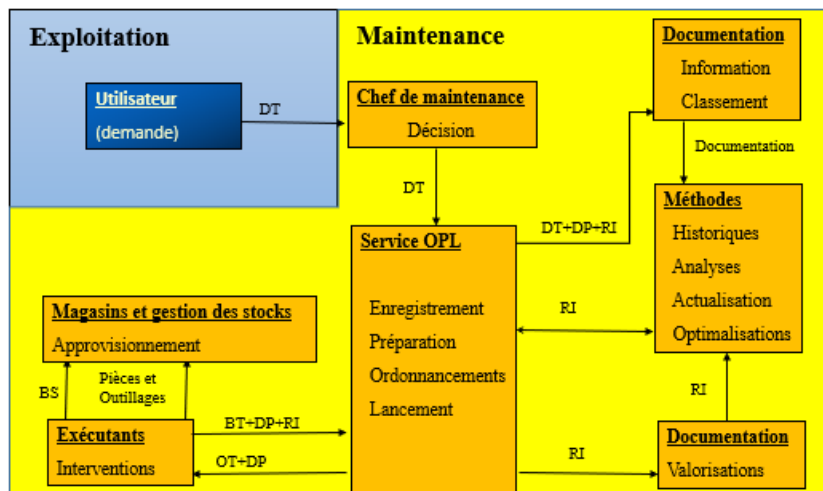 Exploitation
Maintenance
Utilisateur
(demande)
DT
Chef de maintenance
Décision
DT
Documentation
Information
Classement
Documentation
Service OPL
Enregistrement
Préparation
Ordonnancements
Lancement
DT+DP+RI
Méthodes
Historiques
Analyses
Actualisation
Optimalisations
RI
RI
Magasins et gestion des stocks
Approvisionnement
BS
Pièces et
Outillages
Exécutants
Interventions
BT+DP+RI
OT+DP
RI
Documentation
Valorisations